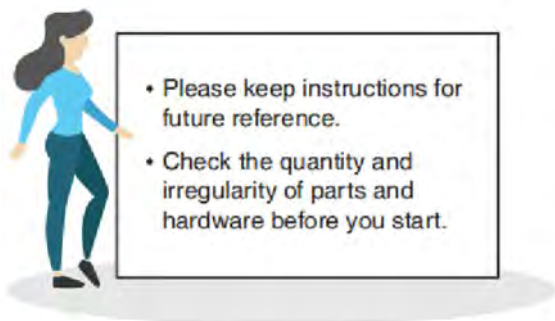 • Please keep instructions for
future reference.
• Check the quantity and
irregularity of parts and
hardware before you start.